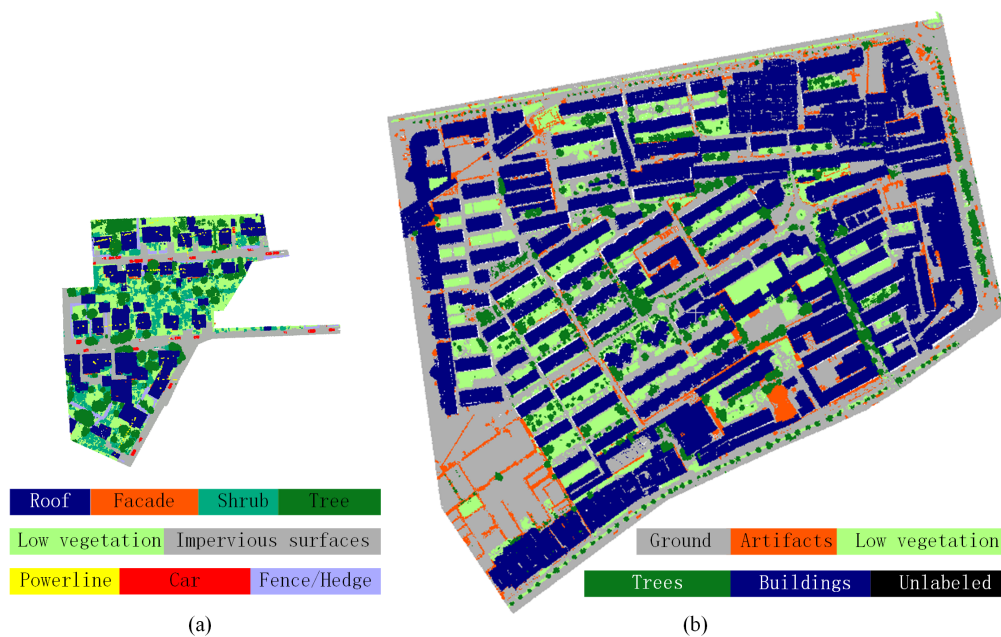 Roof Facade Shrub Tree
Low vegetation Impervious surfaces
Powerline Car Fence/Hedge
(a)
Ground Artifacts Low vegetation
Trees Buildings Unlabeled
(b)